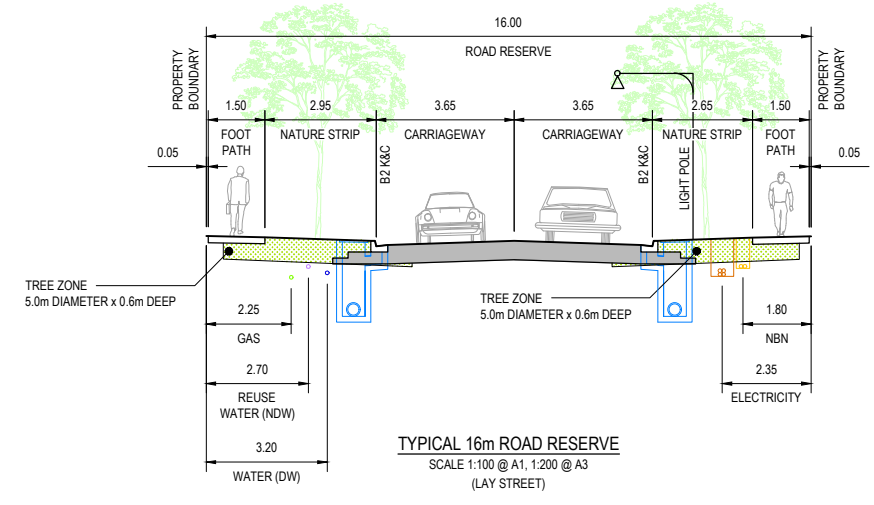 16.00
ROAD RESERVE
PROPERTY
BOUNDARY
PROPERTY
BOUNDARY
1.50
2.95
3.65
3.65
2.65
1.50
FOOT
PATH
NATURE STRIP
CARRIAGEWAY
CARRIAGEWAY
NATURE STRIP
FOOT
PATH
0.05
0.05
B2 K&C
B2 K&C
LIGHT POLE
TREE ZONE
5.0m DIAMETER x 0.6m DEEP
TREE ZONE
5.0m DIAMETER x 0.6m DEEP
2.25
GAS
1.80
NBN
2.70
REUSE
WATER (NDW)
2.35
ELECTRICITY
3.20
WATER (DW)
TYPICAL 16m ROAD RESERVE
SCALE 1:100 @ A1, 1:200 @ A3
(LAY STREET)